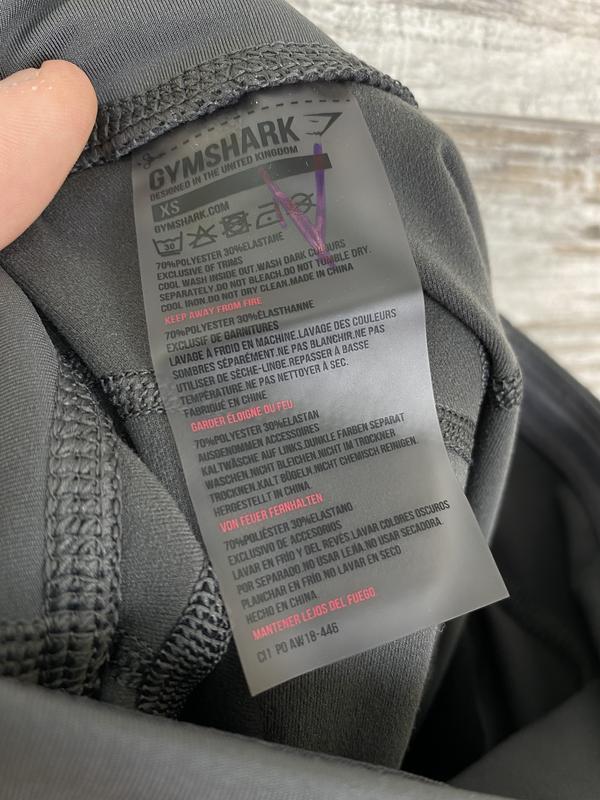 GYMSHARK
DESIGNED IN THE UNITED KINGDOM
XS
GYMSHARK.COM
30
70%POLYESTER 30%ELASTANE
EXCLUSIVE OF TRIMS
COOL WASH INSIDE OUT.WASH DARK COLOURS
SEPARATELY.DO NOT BLEACH.DO NOT TUMBLE DRY.
COOL IRON.DO NOT DRY CLEAN.MADE IN CHINA
KEEP AWAY FROM FIRE
70%POLYESTER 30%ÉLASTHANNE
EXCLUSIF DE GARNITURES
LAVAGE À FROID EN MACHINE.LAVAGE DES COULEURS
SOMBRES SÉPARÉMENT.NE PAS BLANCHIR.NE PAS
UTILISER DE SÈCHE-LINGE.REPASSER À BASSE
TEMPÉRATURE.NE PAS NETTOYER À SEC.
FABRIQUÉ EN CHINE
GARDER ÉLOIGNÉ DU FEU
70%POLYESTER 30%ELASTAN
AUSGENOMMEN ACCESSOIRES
KALTWÄSCHE AUF LINKS.DUNKLE FARBEN SEPARAT
WASCHEN.NICHT BLEICHEN.NICHT IM TROCKNER
TROCKNEN.KALT BÜGELN.NICHT CHEMISCH REINIGEN.
HERGESTELLT IN CHINA.
VON FEUER FERNHALTEN
70%POLIÉSTER 30%ELASTANO
EXCLUSIVO DE ACCESORIOS
LAVAR EN FRÍO Y DEL REVÉS.LAVAR COLORES OSCUROS
POR SEPARADO.NO USAR LEJÍA.NO USAR SECADORA.
PLANCHAR EN FRÍO NO LAVAR EN SECO
HECHO EN CHINA.
MANTENER LEJOS DEL FUEGO.
CI1 PO AW18-446